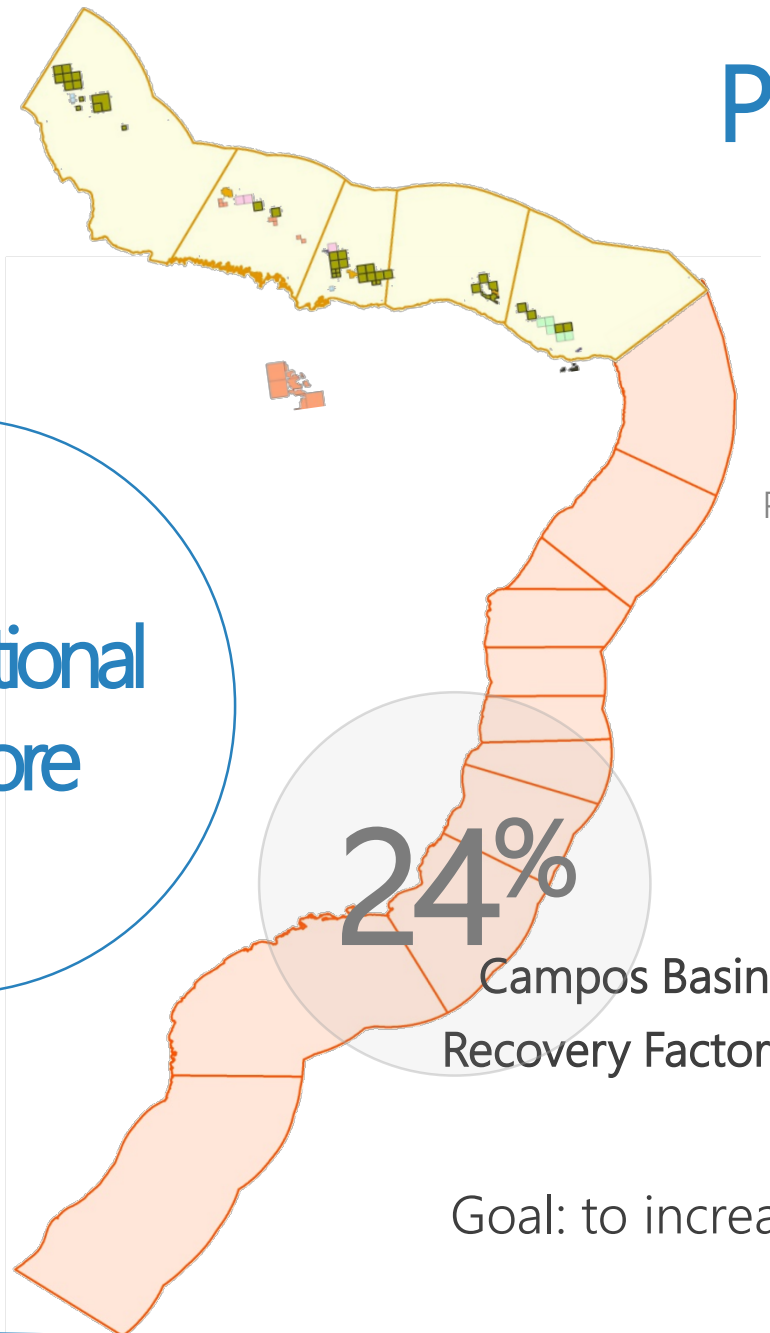 P
P
tional
ore
24%
Campos Basin
Recovery Factor
Goal: to increa